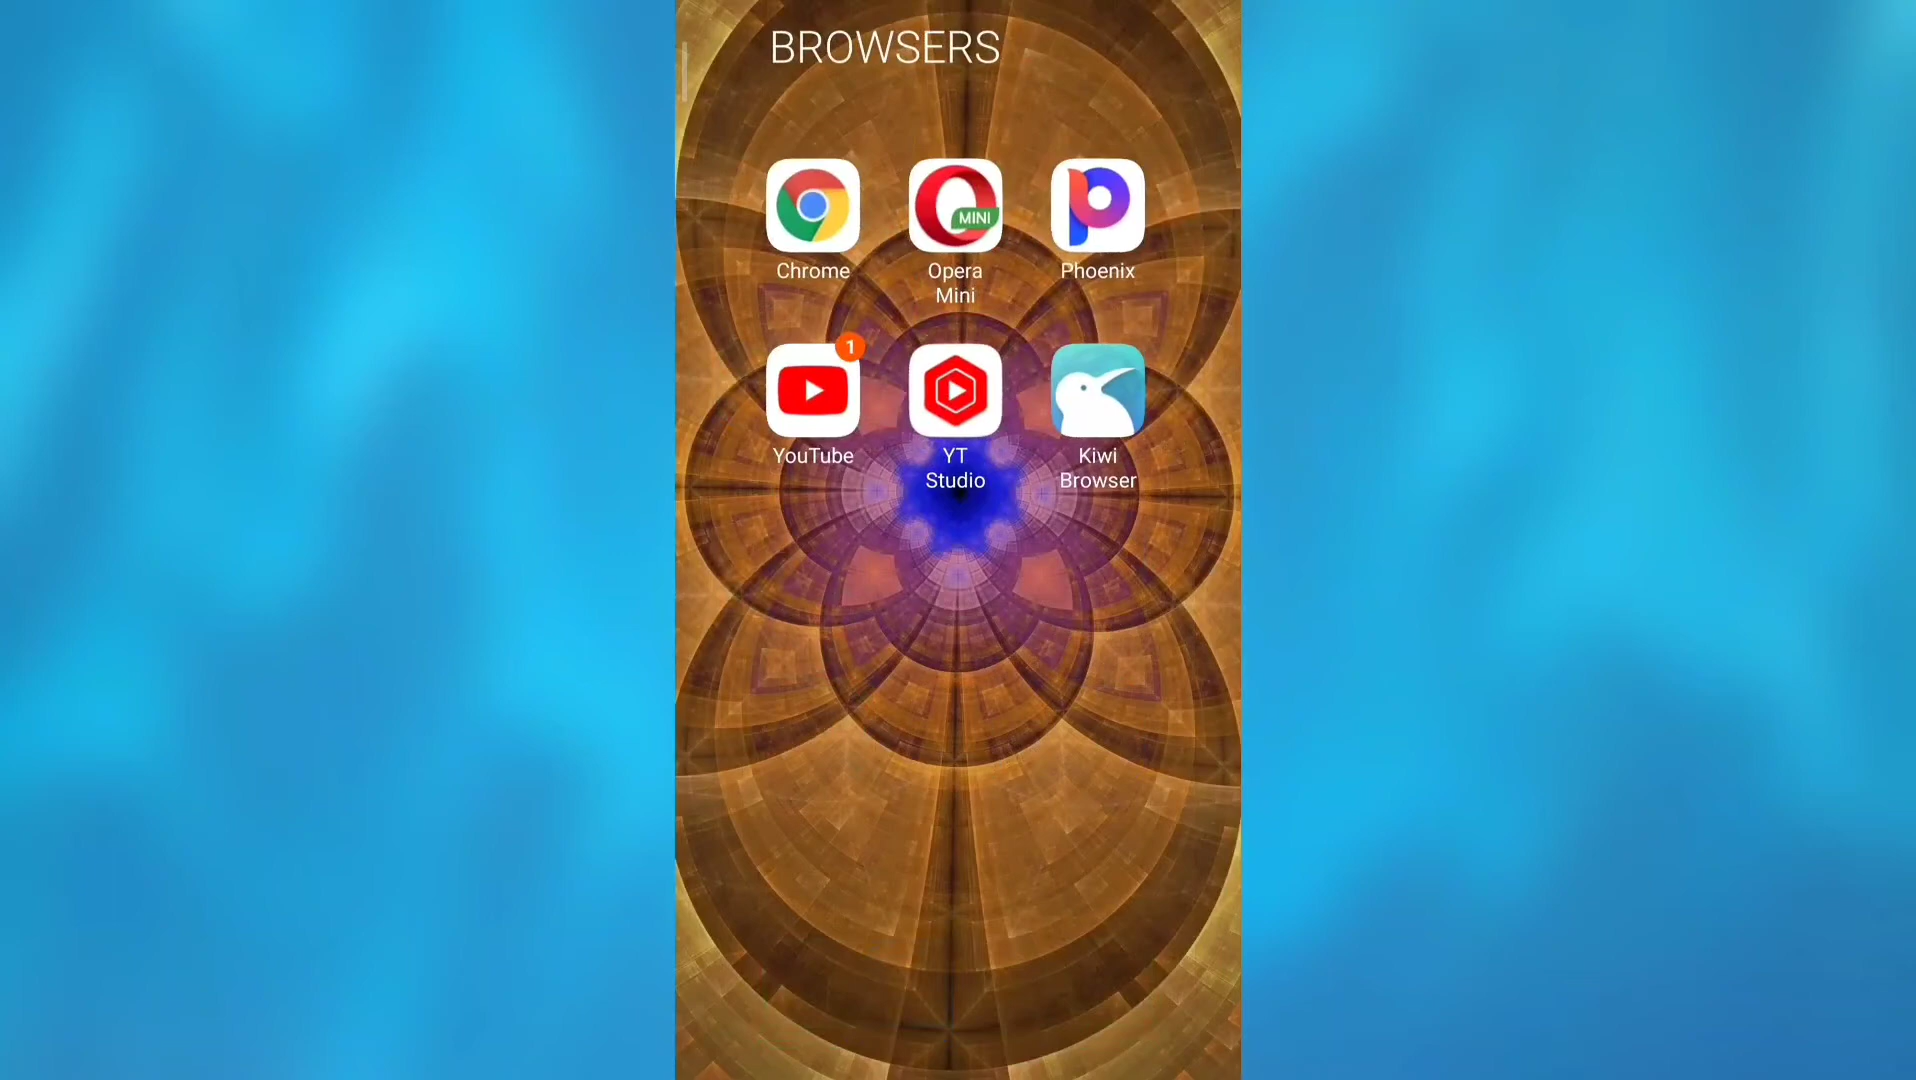 BROWSERS
MINI
Chrome
Opera
Mini
Phoenix
1
YouTube
YT
Studio
Kiwi
Browser